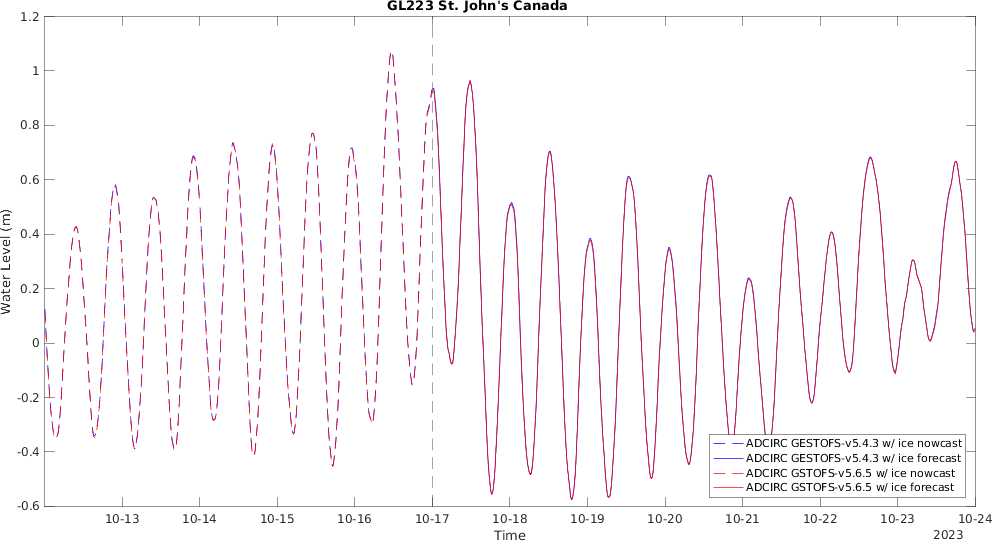 GL223 St. John's Canada
1.2
1
0.8
0.6
0.4
0.2
0
-0.2
-0.4
-0.6
Water Level (m)
ADCIRC GESTOFS-v5.4.3 w/ ice nowcast
ADCIRC GESTOFS-v5.4.3 w/ ice forecast
ADCIRC GSTOFS-v5.6.5 w/ ice nowcast
ADCIRC GSTOFS-v5.6.5 w/ ice forecast
10-13 10-14 10-15 10-16 10-17 10-18 10-19 10-20 10-21 10-22 10-23 10-24
Time
2023